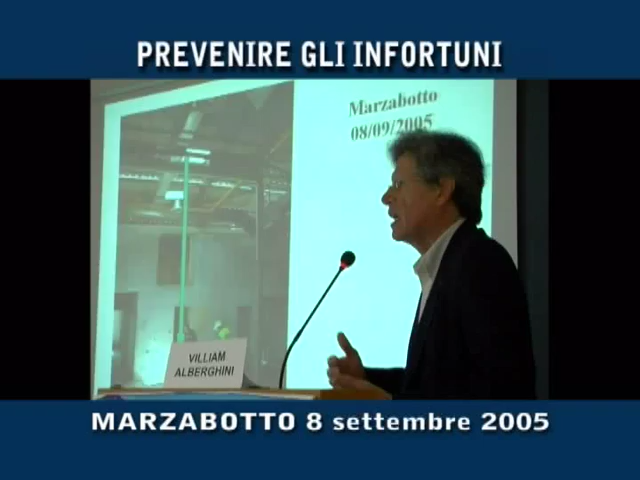 PREVENIRE GLI INFORTUNI
Marzabotto
08/09/2005
VILLIAM
ALBERGHINI
MARZABOTTO 8 settembre 2005